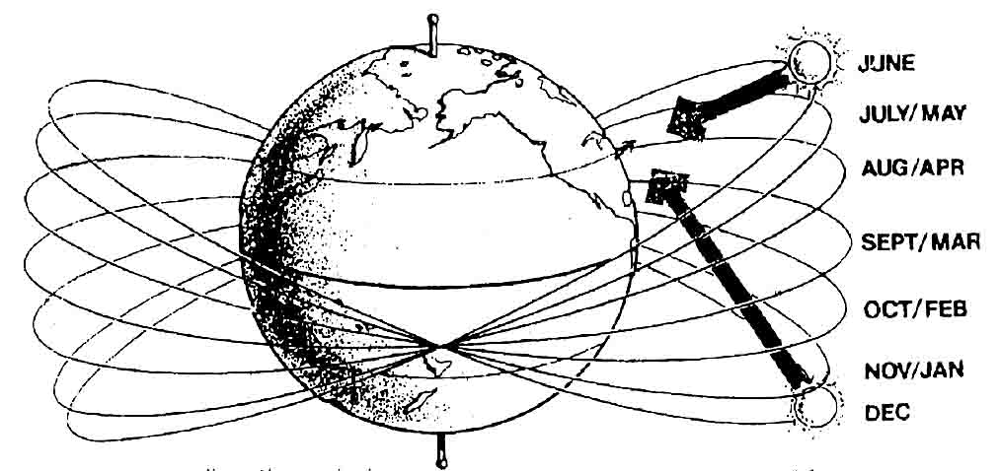 JUNE
JULY/MAY
AUG/APR
SEPT/MAR
OCT/FEB
NOV/JAN
DEC